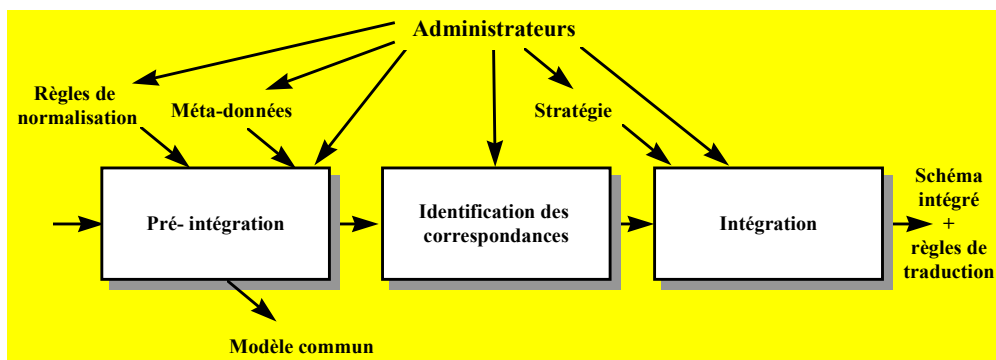 Administrateurs
Règles de
normalisation
Méta-données
Stratégie
Pré- intégration
Identification des
correspondances
Intégration
Schéma
intégré
+
règles de
traduction
Modèle commun